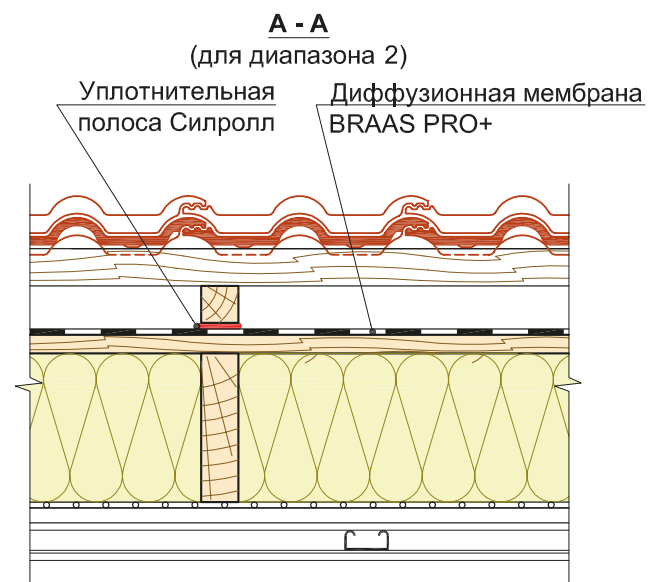 А - А
(для диапазона 2)
Уплотнительная
полоса Силролл
Диффузионная мембрана
BRAAS PRO+